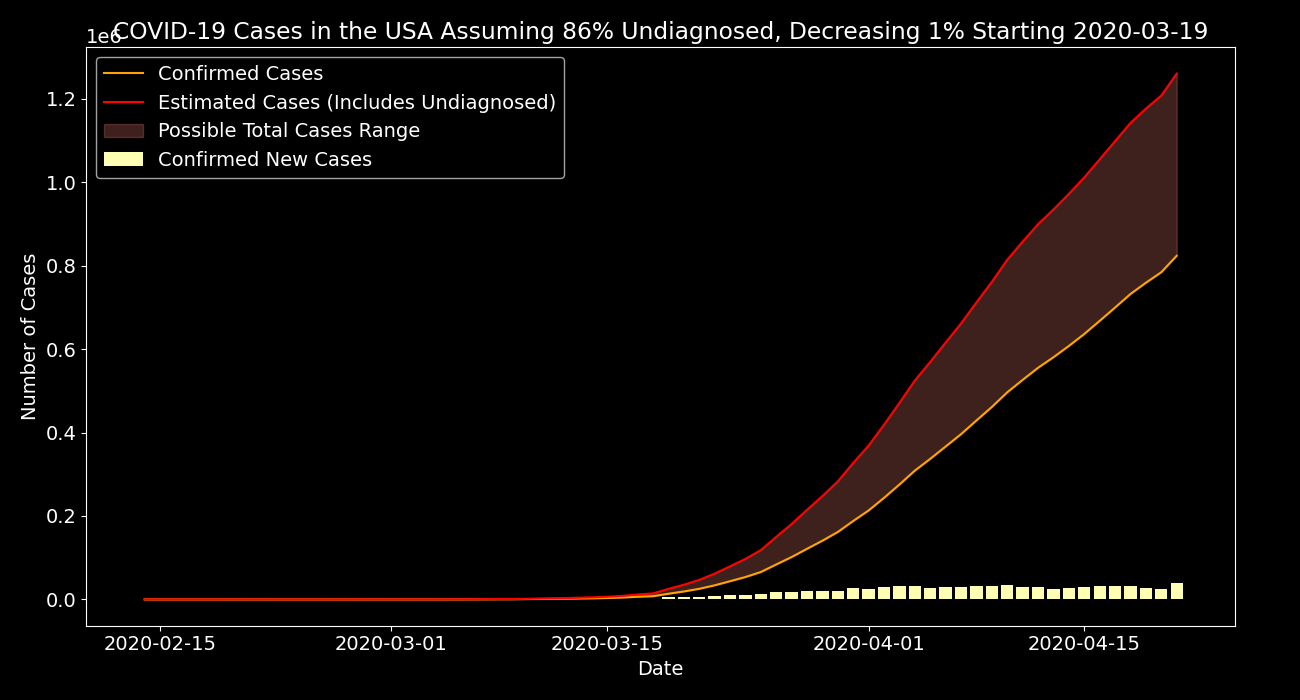 COVID-19 Cases in the USA Assuming 86% Undiagnosed, Decreasing 1% Starting 2020-03-19
1e6
Confirmed Cases
Estimated Cases (Includes Undiagnosed)
Possible Total Cases Range
Confirmed New Cases
1.2
1.0
0.8
0.6
0.4
0.2
0.0
Number of Cases
2020-02-15 2020-03-01 2020-03-15 2020-04-01 2020-04-15
Date